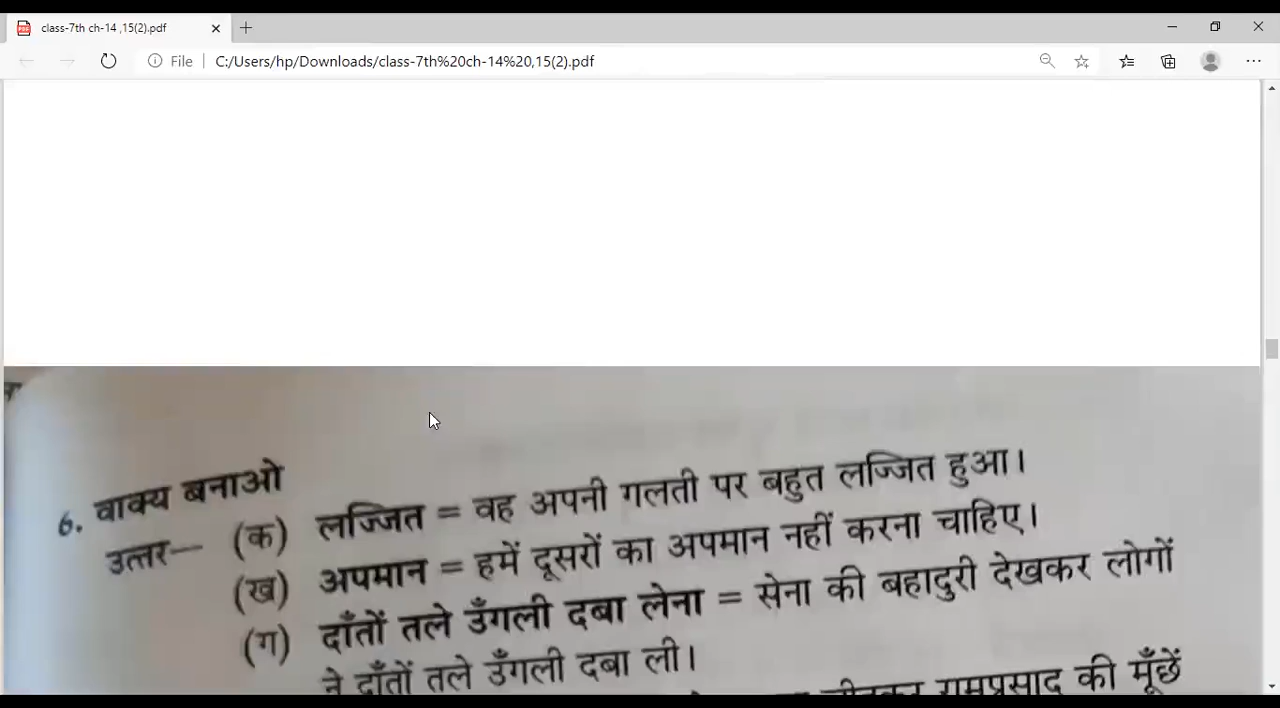 class-7th ch-14 ,15(2).pdf
File C:/Users/hp/Downloads/class-7th%20ch-14%20,15(2).pdf
6. वाक्य बनाओ
उत्तर— (क) लज्जित = वह अपनी गलती पर बहुत लज्जित हुआ।
(ख) अपमान = हमें दूसरों का अपमान नहीं करना चाहिए।
(ग) दाँतों तले उँगली दबा लेना = सेना की बहादुरी देखकर लोगों
ने दाँतों तले उँगली दबा ली।
रामप्रसाद की मूँछें